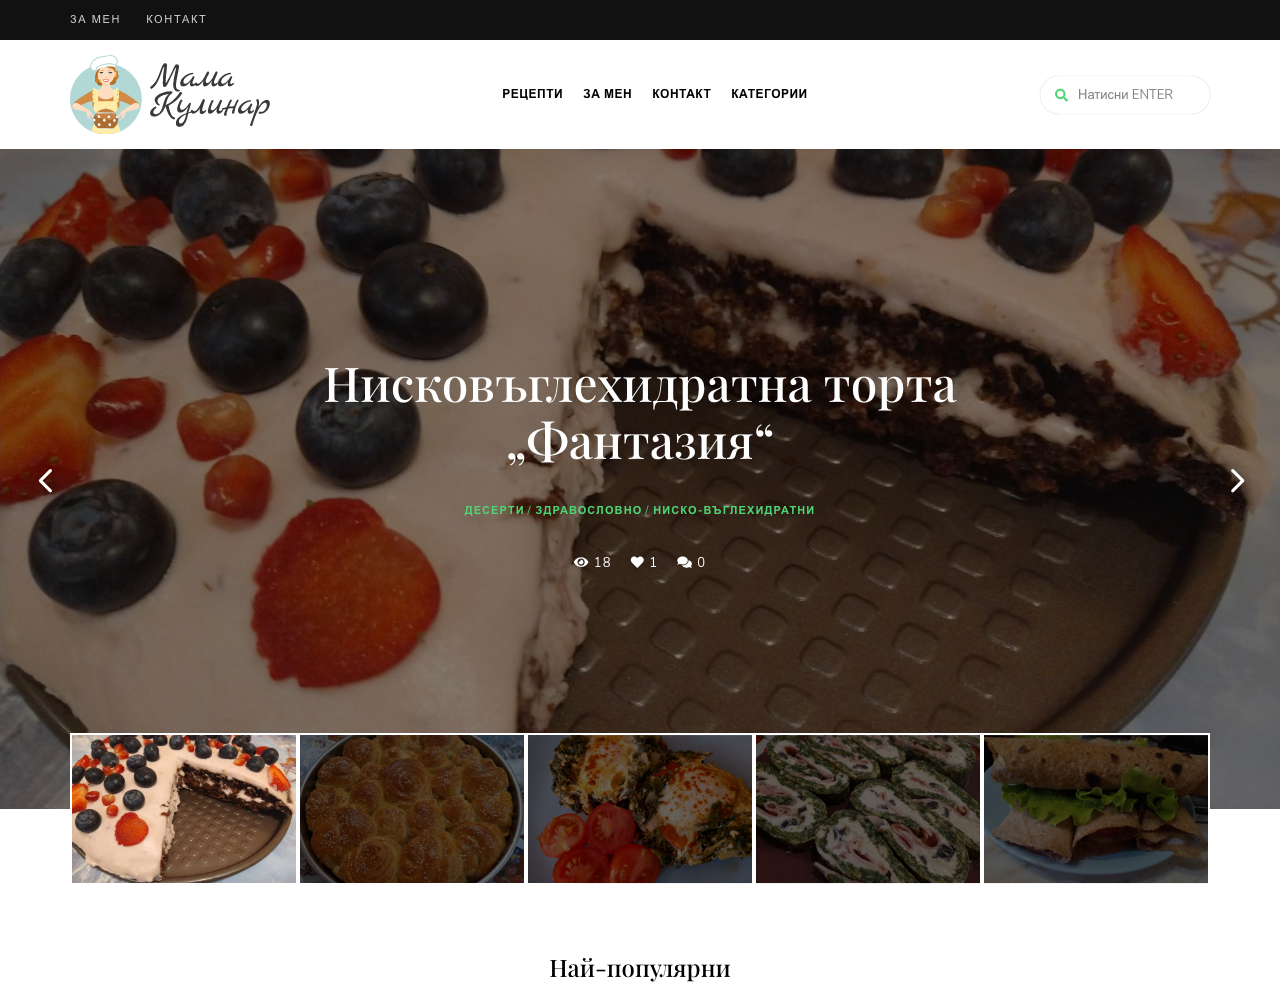 ЗА МЕН КОНТАКТ
Мама
Кулинар
РЕЦЕПТИ ЗА МЕН КОНТАКТ КАТЕГОРИИ
Натисни ENTER
Нисковъглехидратна торта
„Фантазия“
ДЕСЕРТИ / ЗДРАВОСЛОВНО / НИСКО-ВЪГЛЕХИДРАТНИ
18 1 0
Най-популярни